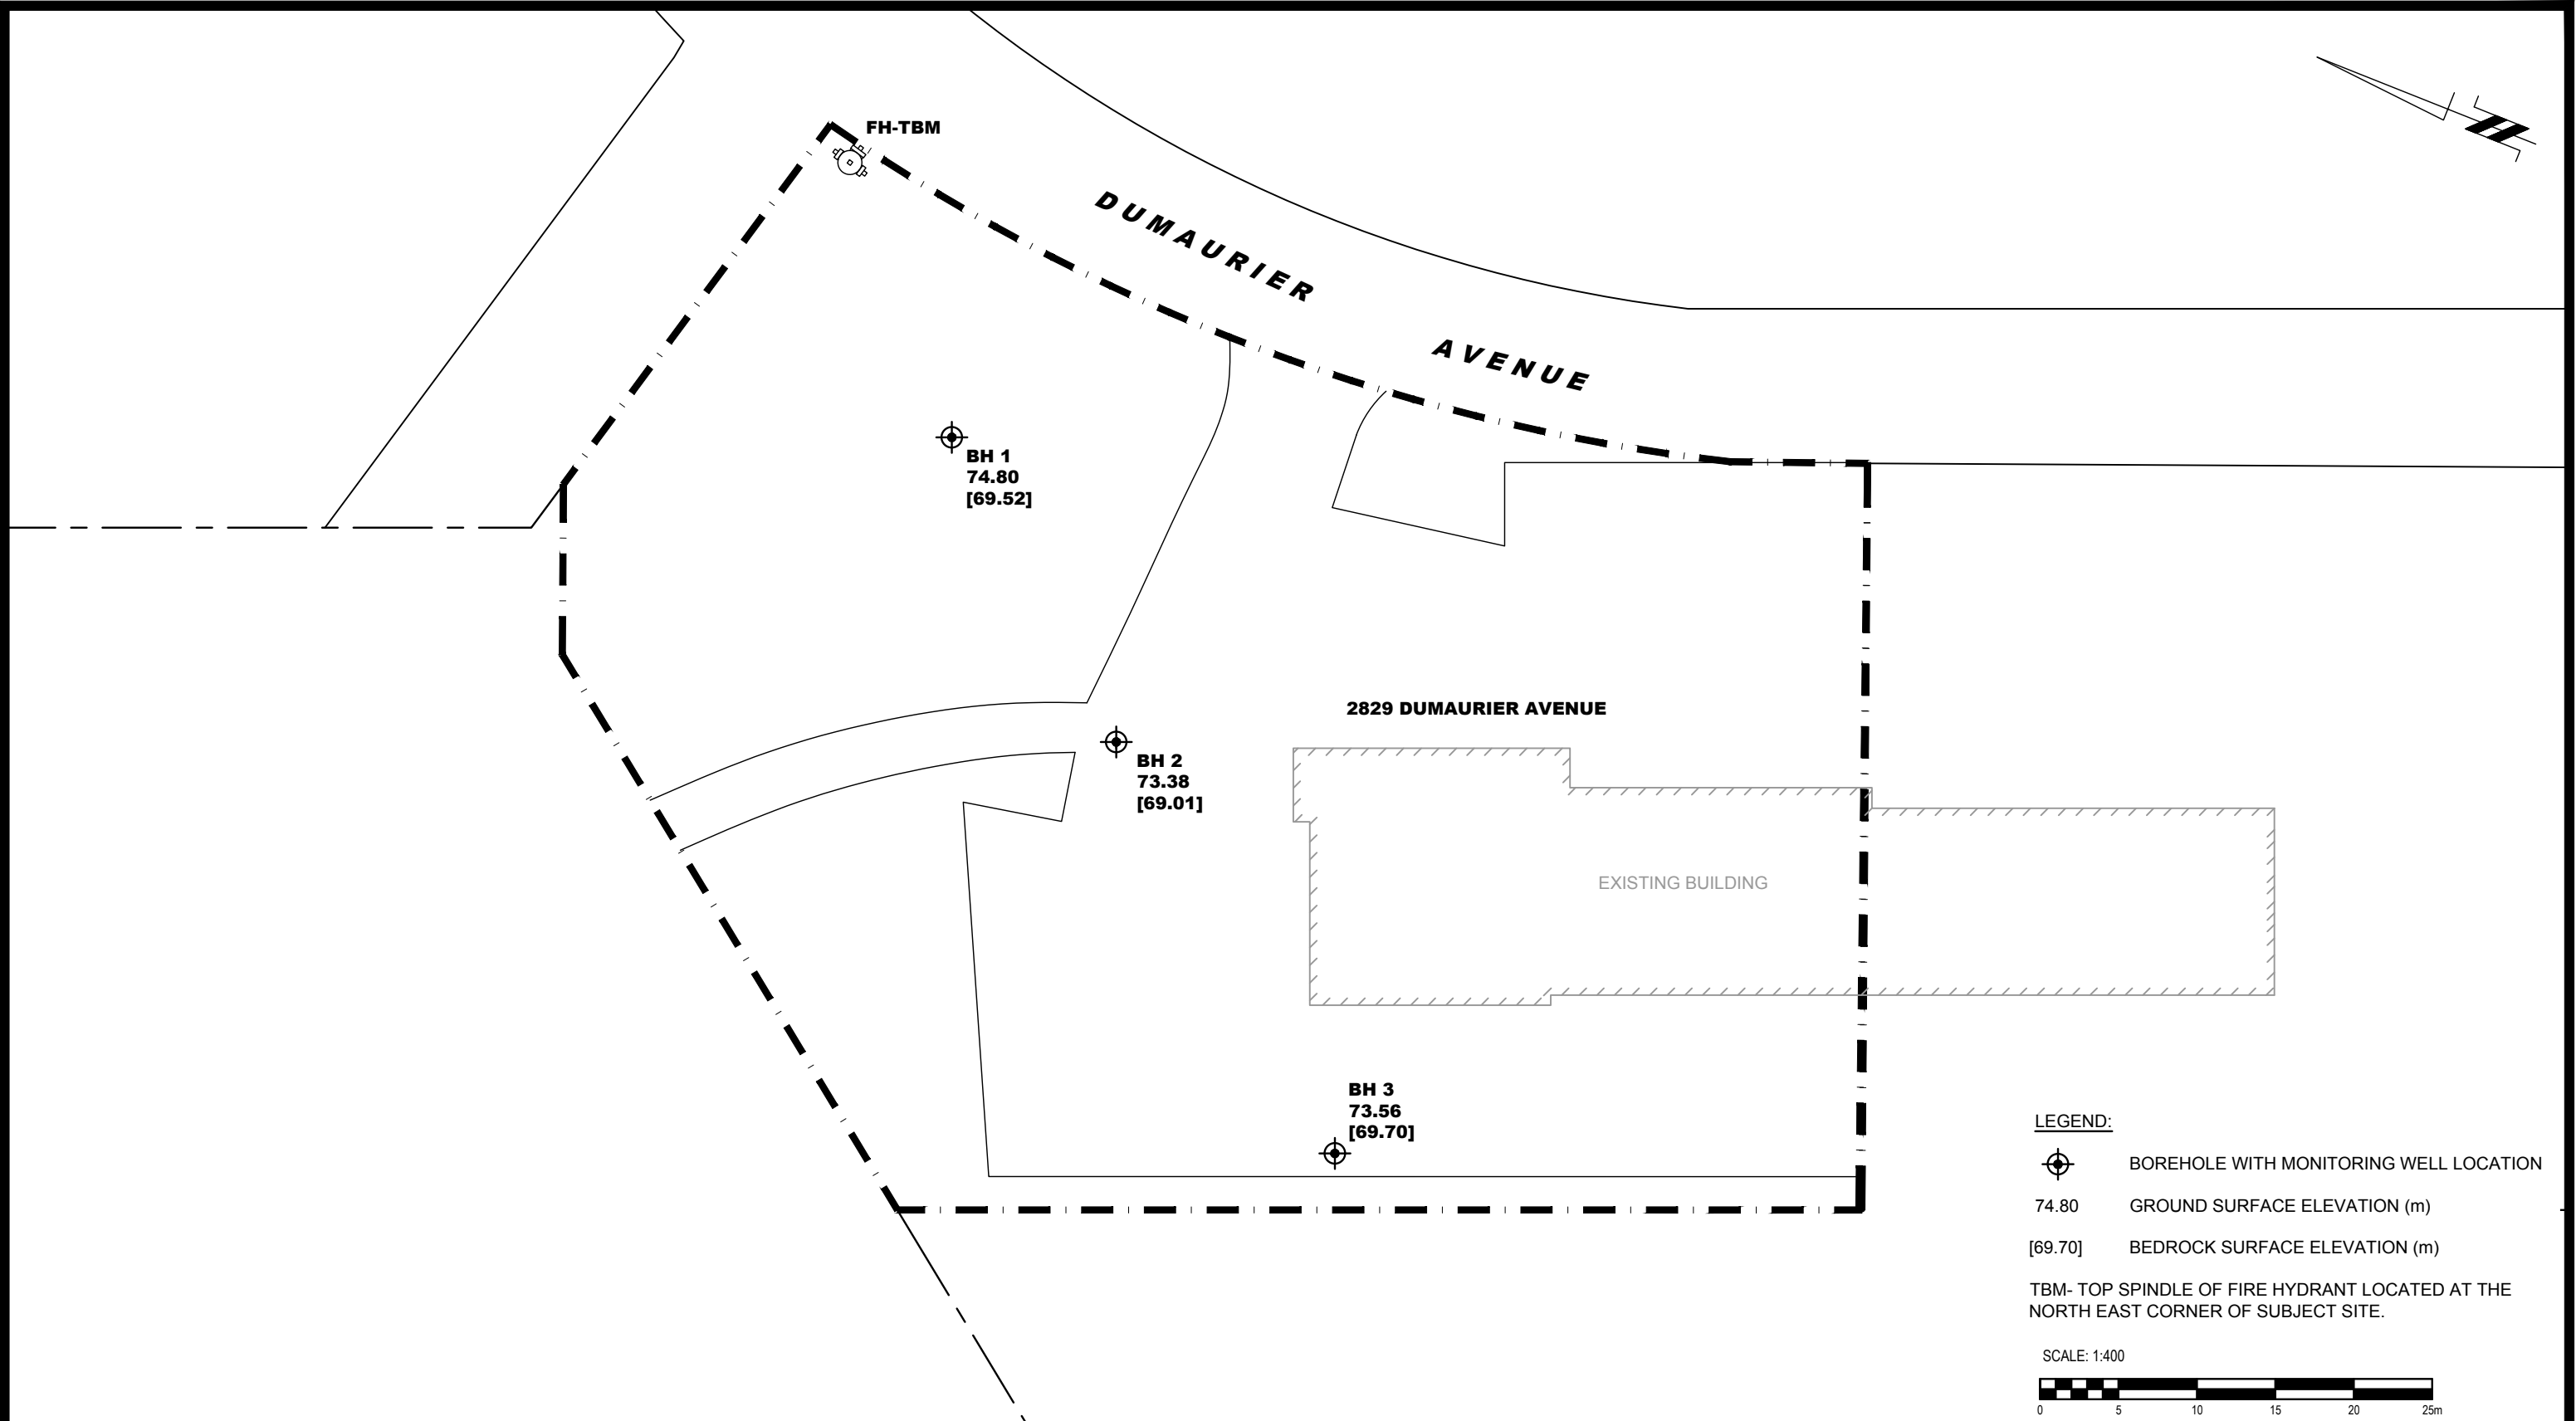 FH-TBM
DUMAURIER
AVENUE
BH 1
74.80
[69.52]
BH 2
73.38
[69.01]
2829 DUMAURIER AVENUE
EXISTING BUILDING
BH 3
73.56
[69.70]
LEGEND:
BOREHOLE WITH MONITORING WELL LOCATION
74.80 GROUND SURFACE ELEVATION (m)
[69.70] BEDROCK SURFACE ELEVATION (m)
TBM- TOP SPINDLE OF FIRE HYDRANT LOCATED AT THE
NORTH EAST CORNER OF SUBJECT SITE.
SCALE: 1:400
0 5 10 15 20 25m